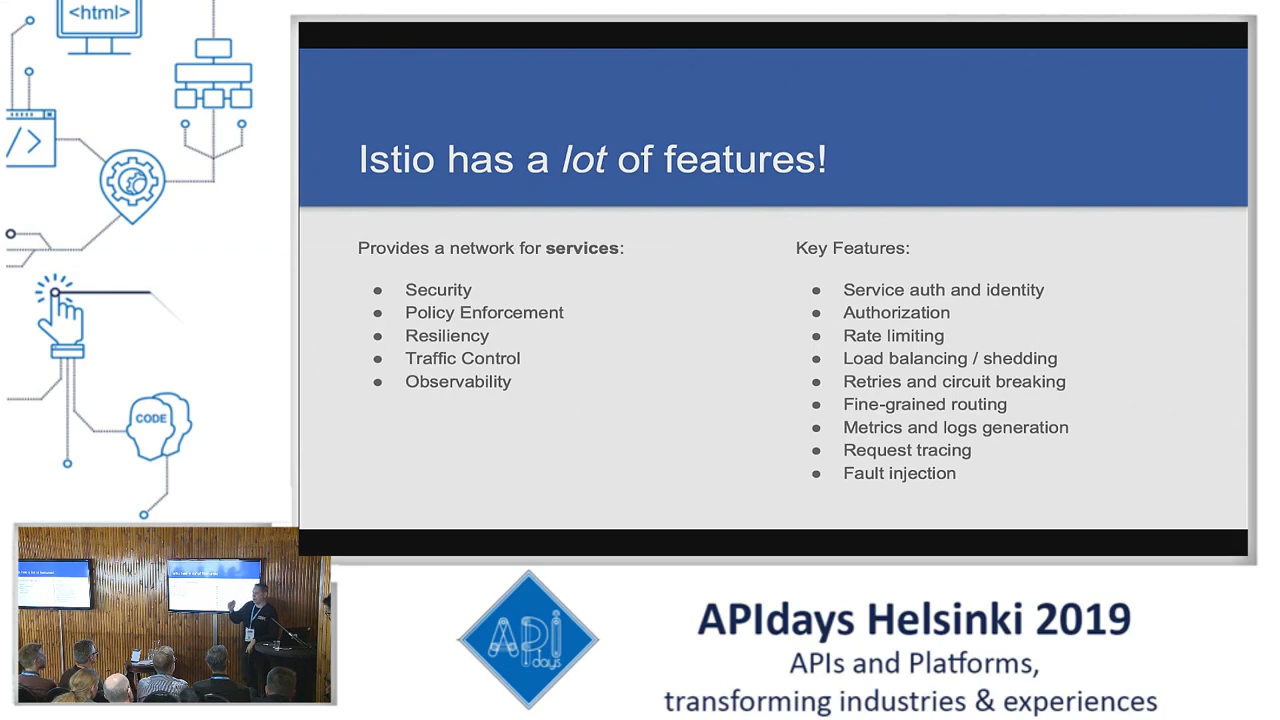 <html>
</>
CODE
Istio has a lot of features!
Provides a network for services:
● Security
● Policy Enforcement
● Resiliency
● Traffic Control
● Observability
Key Features:
● Service auth and identity
● Authorization
● Rate limiting
● Load balancing / shedding
● Retries and circuit breaking
● Fine-grained routing
● Metrics and logs generation
● Request tracing
● Fault injection
API
days
APIdays Helsinki 2019
APIs and Platforms,
transforming industries & experiences